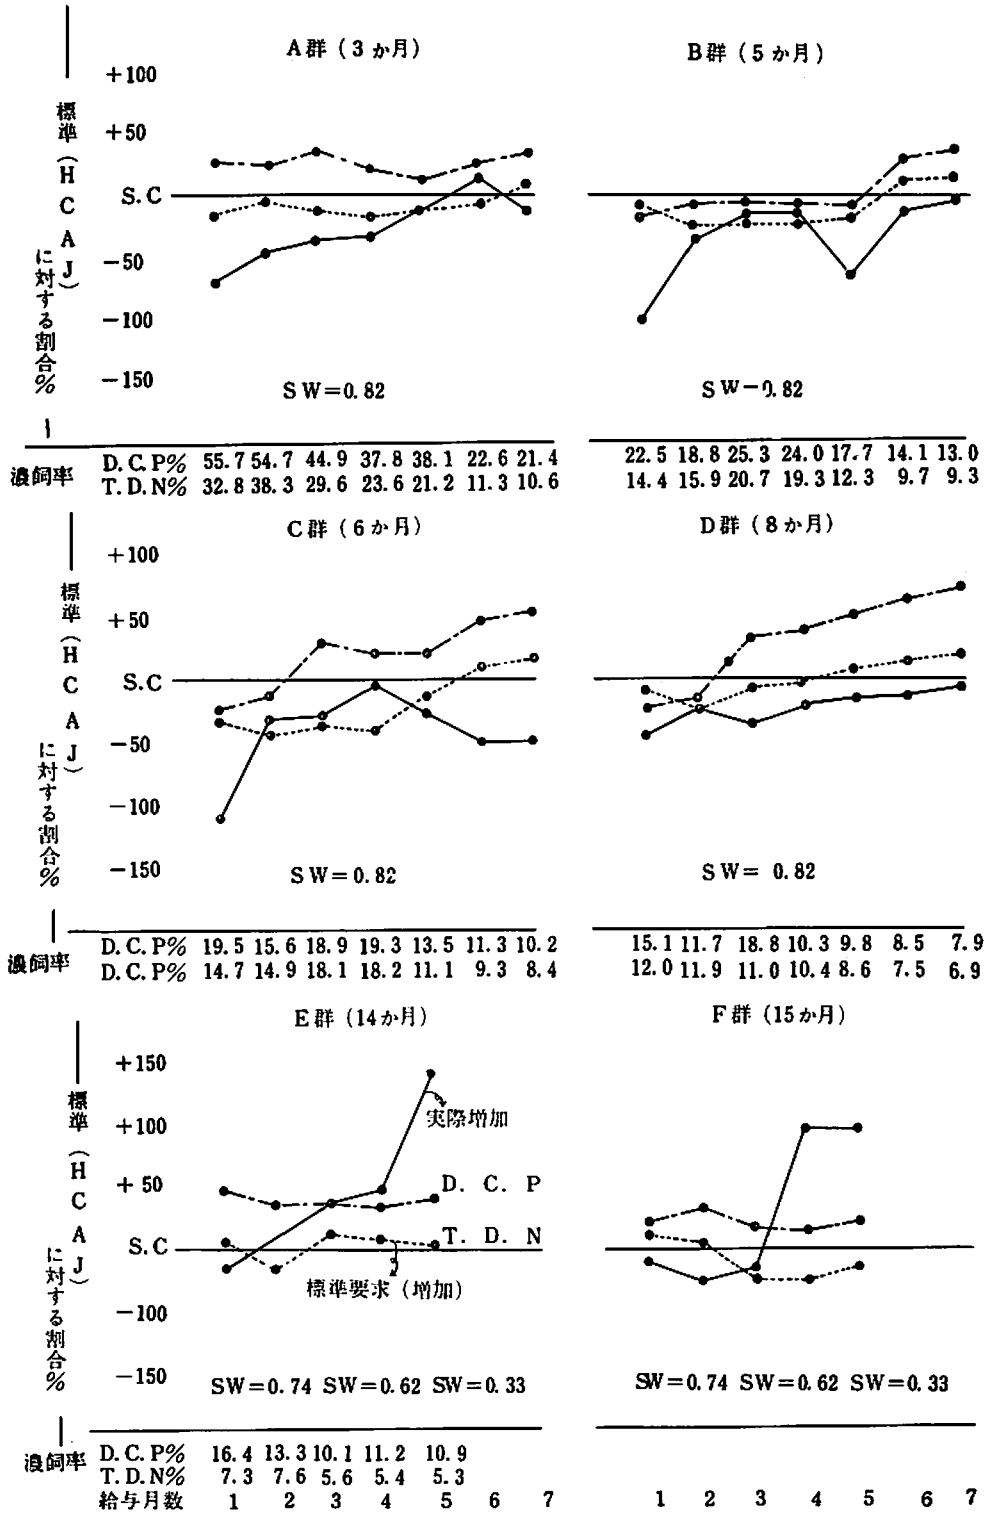 A群(3か月)
+100
+50
S.C
−50
−100
−150
標準(HCAJ)
に対する割合%
SW=0.82
濃飼率
D.C.P% 55.7 54.7 44.9 37.8 38.1 22.6 21.4
T.D.N% 32.8 38.3 29.6 23.6 21.2 11.3 10.6
B群(5か月)
SW−0.82
22.5 18.8 25.3 24.0 17.7 14.1 13.0
14.4 15.9 20.7 19.3 12.3 9.7 9.3
C群(6か月)
+100
+50
S.C
−50
−100
−150
標準(HCAJ)
に対する割合%
SW=0.82
濃飼率
D.C.P% 19.5 15.6 18.9 19.3 13.5 11.3 10.2
D.C.P% 14.7 14.9 18.1 18.2 11.1 9.3 8.4
D群(8か月)
SW= 0.82
15.1 11.7 18.8 10.3 9.8 8.5 7.9
12.0 11.9 11.0 10.4 8.6 7.5 6.9
E群(14か月)
+150
+100
+50
S.C
−100
−150
標準(HCAJ)
に対する割合%
実際増加
D.C.P
T.D.N
標準要求(増加)
SW=0.74 SW=0.62 SW=0.33
濃飼率
D.C.P% 16.4 13.3 10.1 11.2 10.9
T.D.N% 7.3 7.6 5.6 5.4 5.3
給与月数 1 2 3 4 5 6 7
F群(15か月)
SW=0.74 SW=0.62 SW=0.33
1 2 3 4 5 6 7